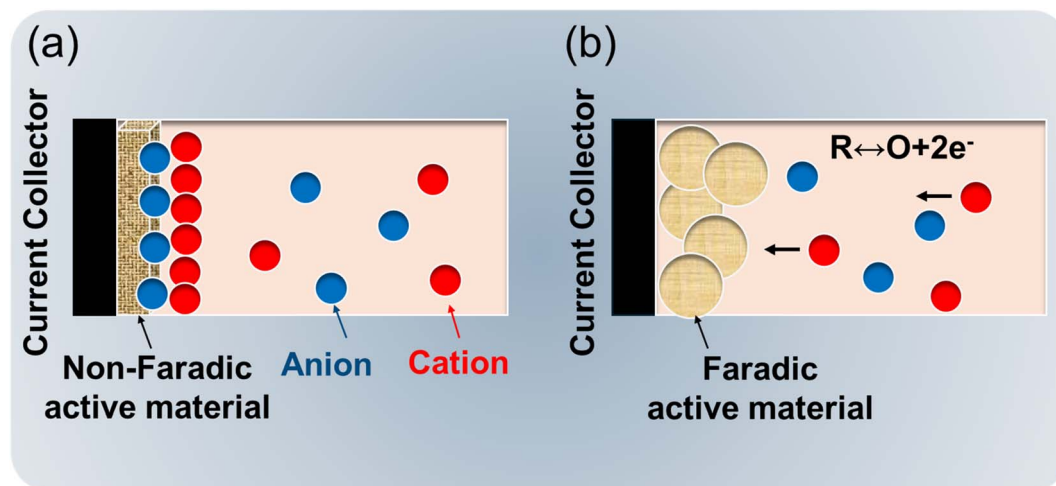 (a)
Current Collector
Non-Faradic
active material
Anion
Cation
(b)
Current Collector
R↔O+2e⁻
Faradic
active material